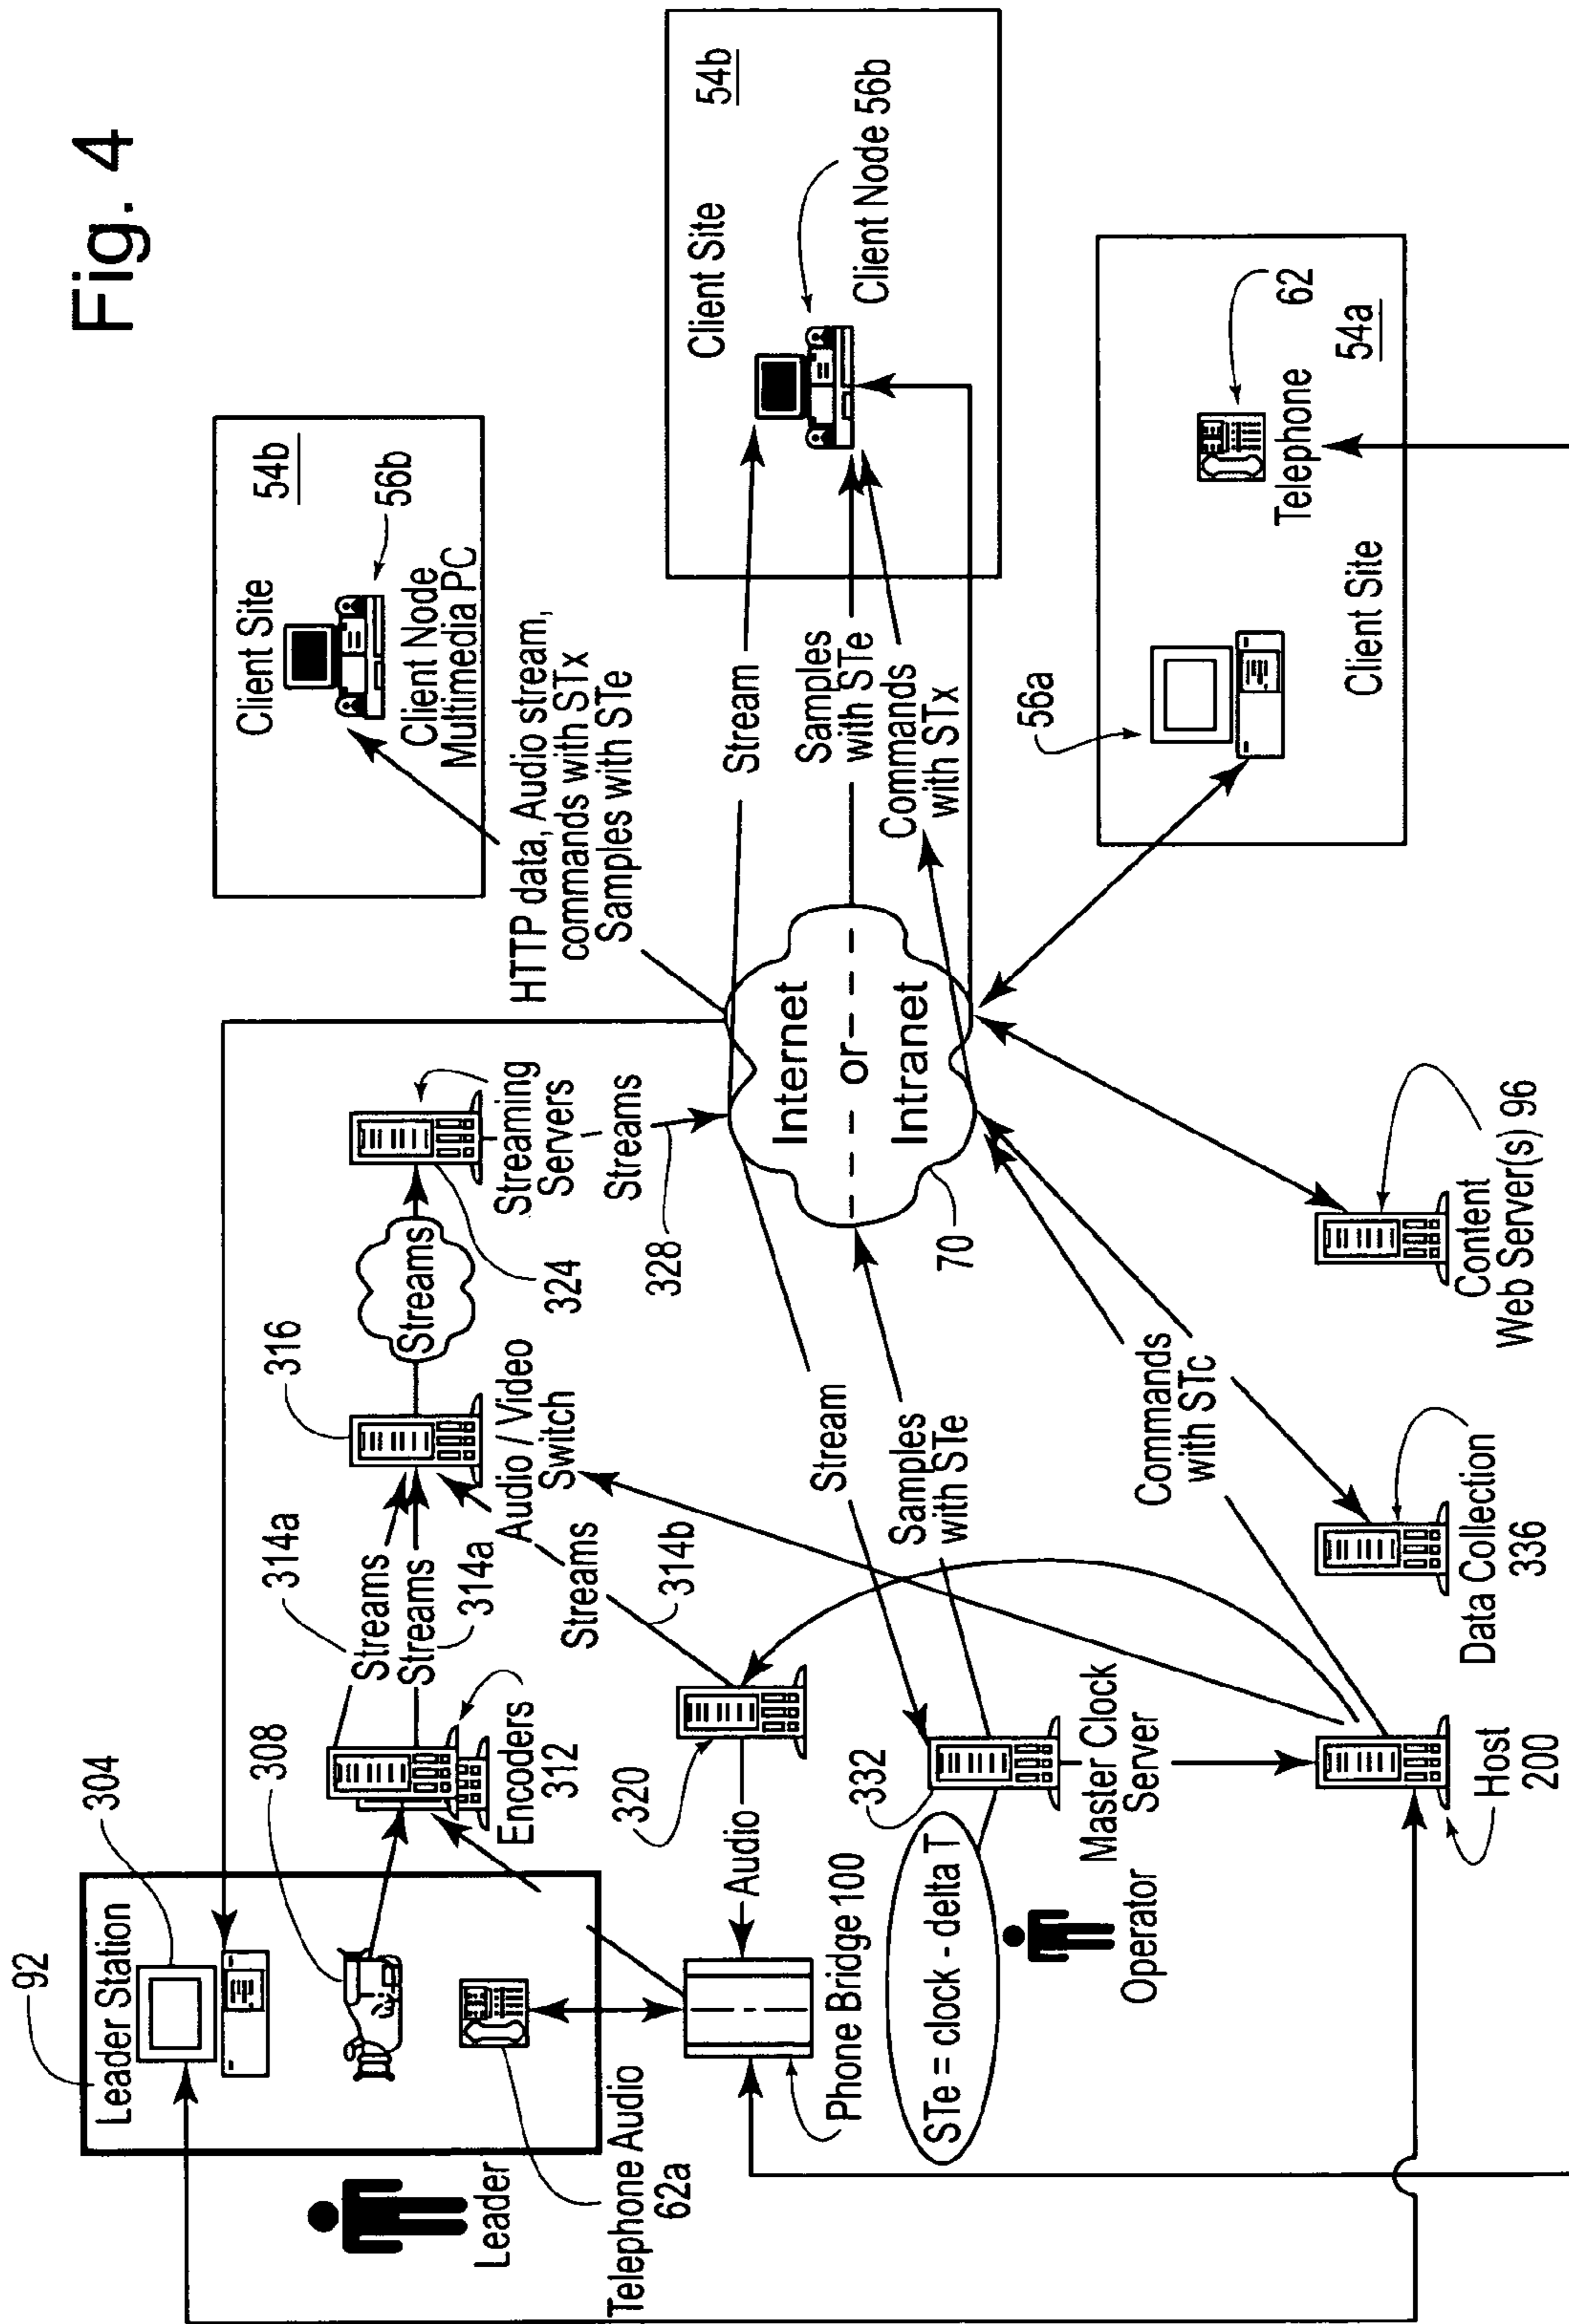 Fig. 4
92
Leader Station
304
308
Leader
Telephone Audio
62a
314a
Streams
Streams
314a
Encoders
312
316
Audio / Video
Switch
Streams
314b
Streams
324
Streaming
Servers
Streams
328
320
Audio
Phone Bridge 100
STe = clock - delta T
Operator
332
Master Clock
Server
Host
200
Stream
Samples
with STe
Commands
with STc
Data Collection
336
Content
Web Server(s) 96
70
Internet
or
Intranet
HTTP data, Audio stream,
commands with STx
Samples with STe
Stream
Samples
with STe
Commands
with STx
Client Site
54b
56b
Client Node
Multimedia PC
Client Site
54b
Client Node 56b
56a
Client Site
Telephone
62
54a